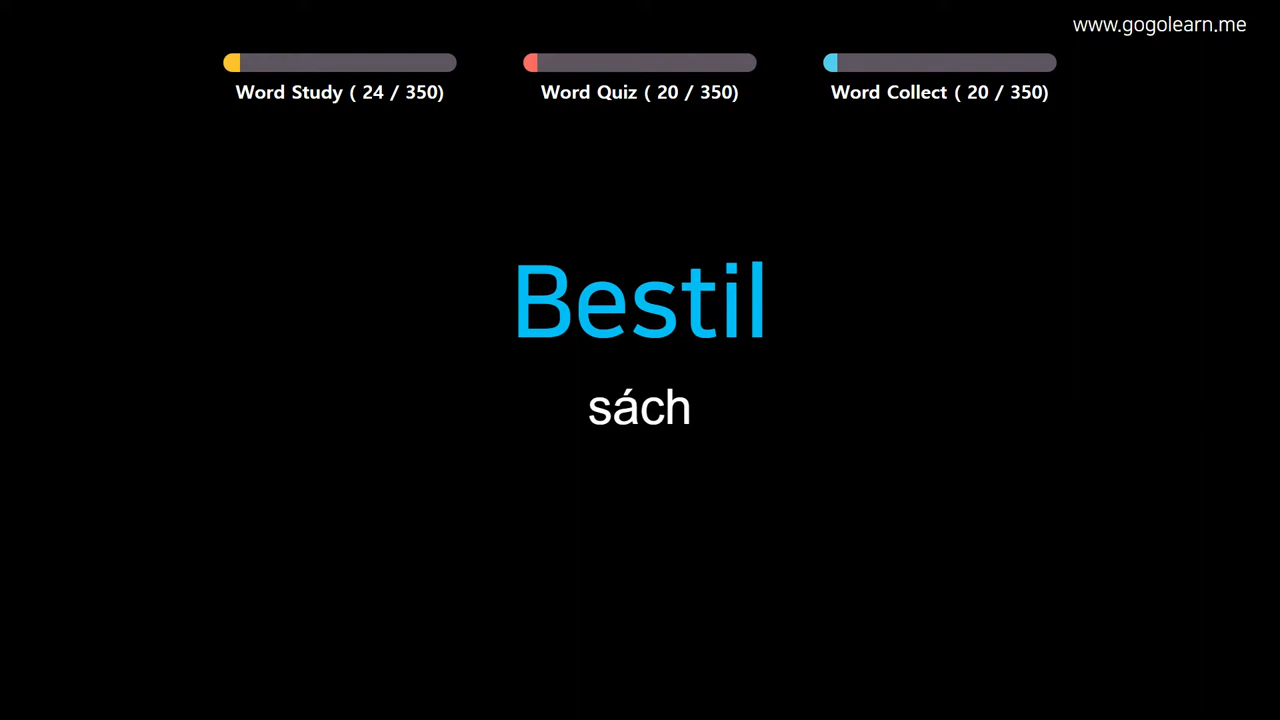 www.gogolearn.me
Word Study ( 24 / 350)
Word Quiz ( 20 / 350)
Word Collect ( 20 / 350)
Bestil
sách